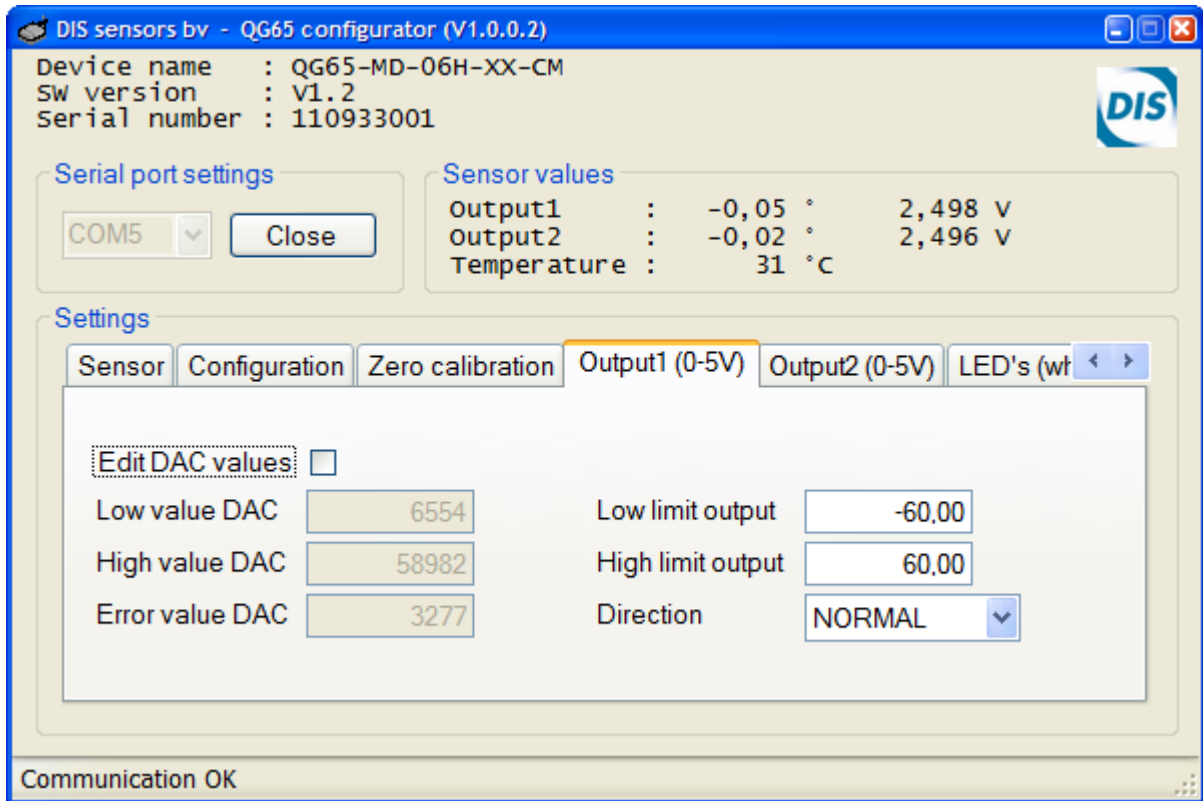 DIS sensors bv - QG65 configurator (V1.0.0.2)
Device name : QG65-MD-06H-XX-CM
SW version : V1.2
Serial number : 110933001
DIS
Serial port settings
COM5
Close
Sensor values
Output1 : -0,05 ° 2,498 V
Output2 : -0,02 ° 2,496 V
Temperature : 31 °C
Settings
Sensor Configuration Zero calibration Output1 (0-5V) Output2 (0-5V) LED's (wh
Edit DAC values
Low value DAC 6554 Low limit output -60,00
High value DAC 58982 High limit output 60,00
Error value DAC 3277 Direction NORMAL
Communication OK